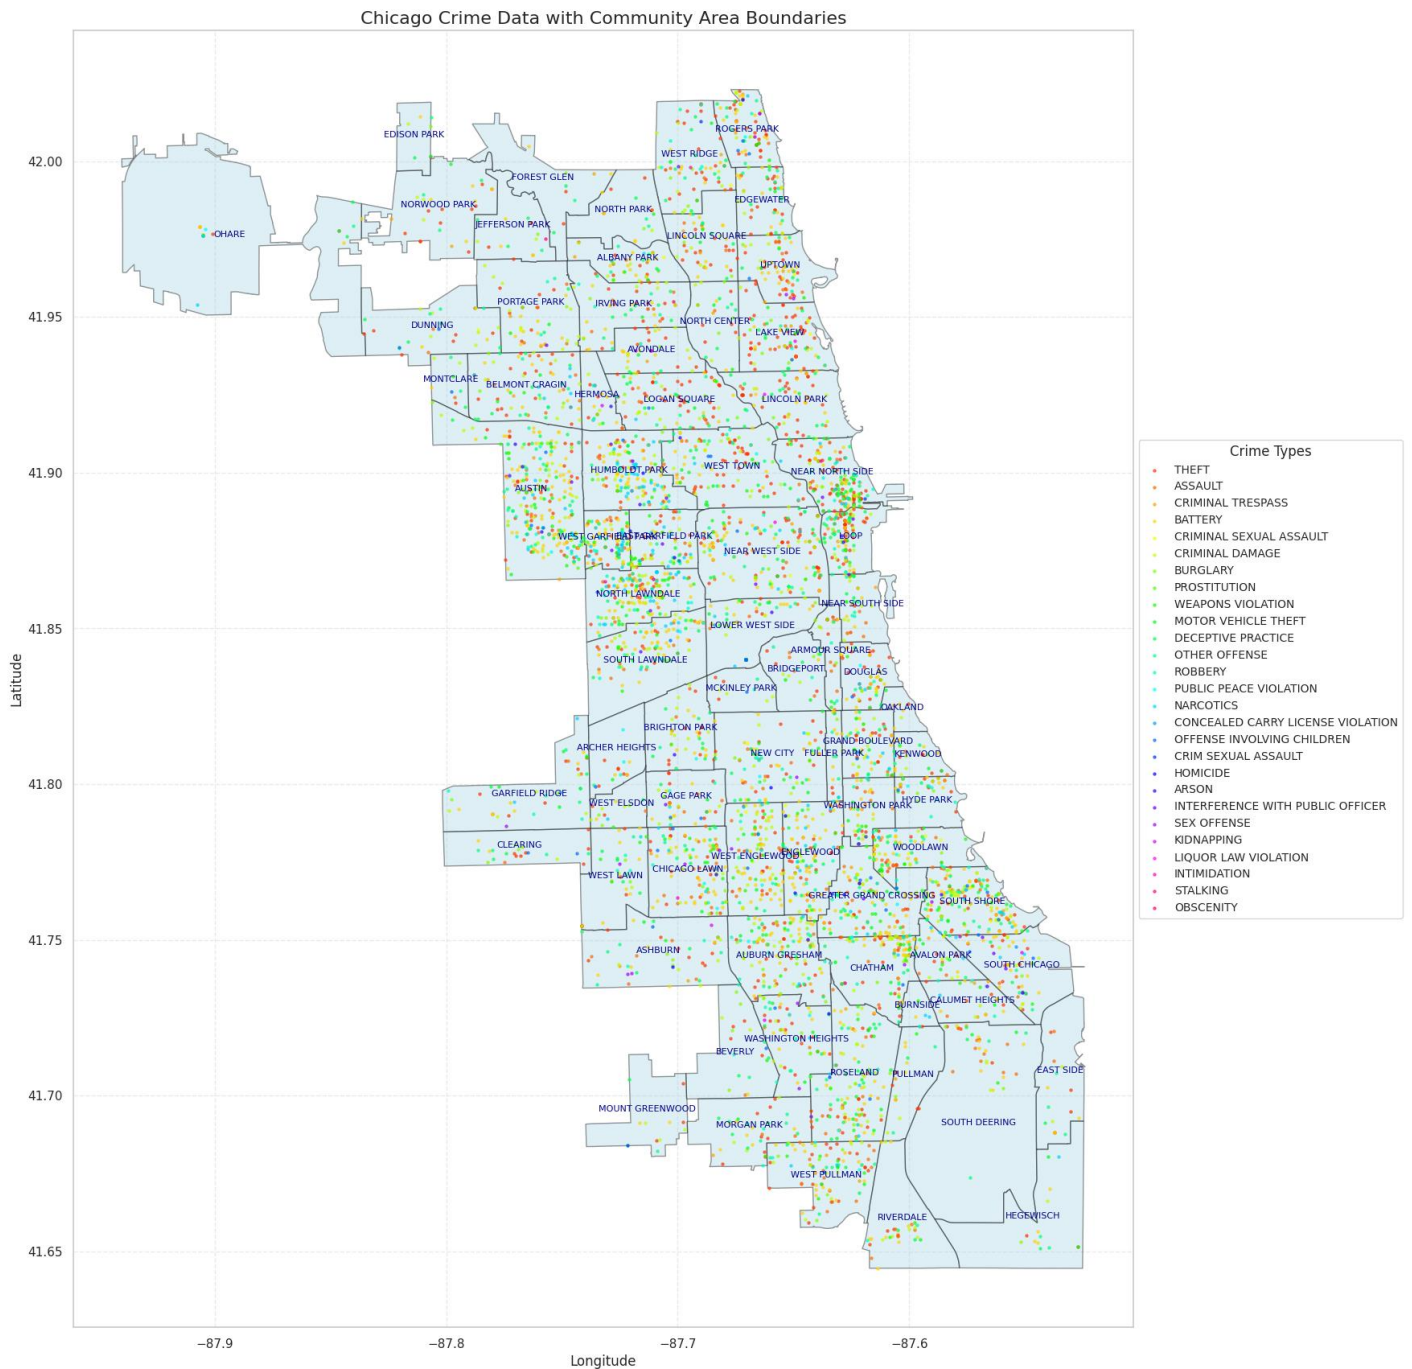 Chicago Crime Data with Community Area Boundaries
EDISON PARK
ROGERS PARK
WEST RIDGE
42.00
FOREST GLEN
NORWOOD PARK
NORTH PARK
EDGEWATER
JEFFERSON PARK
OHARE
LINCOLN SQUARE
ALBANY PARK
UPTOWN
PORTAGE PARK
IRVING PARK
41.95
DUNNING
NORTH CENTER
LAKE VIEW
AVONDALE
MONTCLARE
BELMONT CRAGIN
HERMOSA
LOGAN SQUARE
LINCOLN PARK
41.90
HUMBOLDT PARK
WEST TOWN
NEAR NORTH SIDE
AUSTIN
WEST GARFIELD PARK
EAST GARFIELD PARK
LOOP
NEAR WEST SIDE
NORTH LAWNDALE
NEAR SOUTH SIDE
41.85
LOWER WEST SIDE
SOUTH LAWNDALE
ARMOUR SQUARE
BRIDGEPORT
DOUGLAS
MCKINLEY PARK
OAKLAND
BRIGHTON PARK
ARCHER HEIGHTS
NEW CITY
FULLER PARK
GRAND BOULEVARD
KENWOOD
41.80
GARFIELD RIDGE
WEST ELSDON
GAGE PARK
WASHINGTON PARK
HYDE PARK
CLEARING
WEST ENGLEWOOD
ENGLEWOOD
WOODLAWN
WEST LAWN
CHICAGO LAWN
GREATER GRAND CROSSING
SOUTH SHORE
41.75
ASHBURN
AUBURN GRESHAM
CHATHAM
AVALON PARK
SOUTH CHICAGO
BURNSIDE
CALUMET HEIGHTS
WASHINGTON HEIGHTS
BEVERLY
ROSELAND
PULLMAN
EAST SIDE
41.70
MOUNT GREENWOOD
MORGAN PARK
SOUTH DEERING
WEST PULLMAN
RIVERDALE
HEGEWISCH
41.65
Latitude
−87.9
−87.8
−87.7
−87.6
Longitude
Crime Types
THEFT
ASSAULT
CRIMINAL TRESPASS
BATTERY
CRIMINAL SEXUAL ASSAULT
CRIMINAL DAMAGE
BURGLARY
PROSTITUTION
WEAPONS VIOLATION
MOTOR VEHICLE THEFT
DECEPTIVE PRACTICE
OTHER OFFENSE
ROBBERY
PUBLIC PEACE VIOLATION
NARCOTICS
CONCEALED CARRY LICENSE VIOLATION
OFFENSE INVOLVING CHILDREN
CRIM SEXUAL ASSAULT
HOMICIDE
ARSON
INTERFERENCE WITH PUBLIC OFFICER
SEX OFFENSE
KIDNAPPING
LIQUOR LAW VIOLATION
INTIMIDATION
STALKING
OBSCENITY